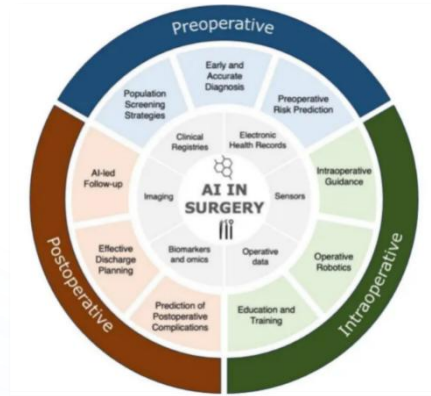 Preoperative
Early and
Accurate
Diagnosis
Population
Screening
Strategies
Preoperative
Risk Prediction
Clinical
Registries
Electronic
Health Records
AI-led
Follow-up
Imaging
AI IN
SURGERY
Sensors
Intraoperative
Guidance
Effective
Discharge
Planning
Biomarkers
and omics
Operative
data
Operative
Robotics
Prediction of
Postoperative
Complications
Education and
Training
Postoperative
Intraoperative